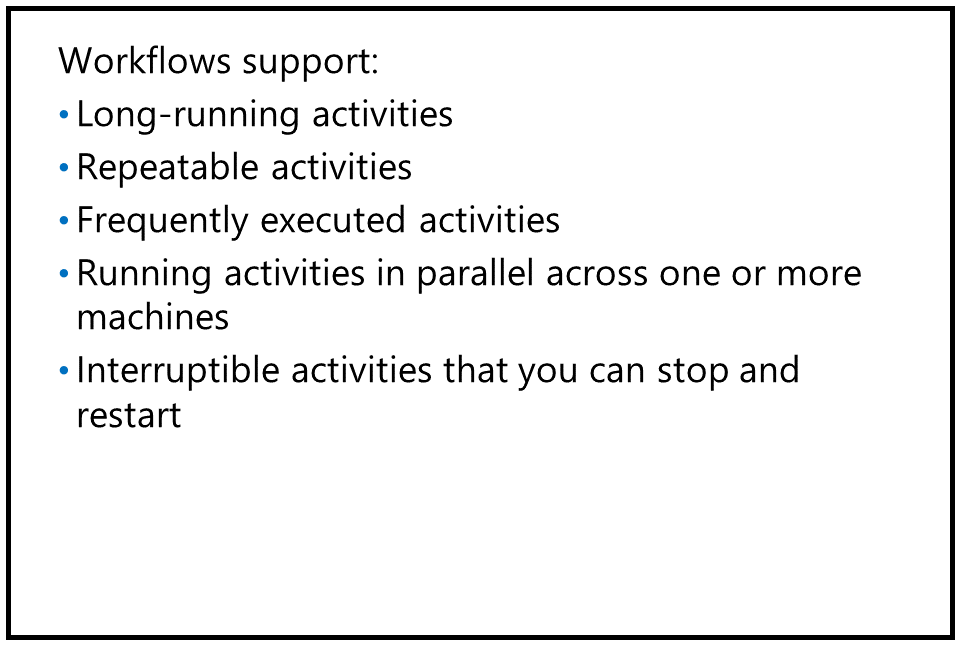 Workflows support:
• Long-running activities
• Repeatable activities
• Frequently executed activities
• Running activities in parallel across one or more
machines
• Interruptible activities that you can stop and
restart